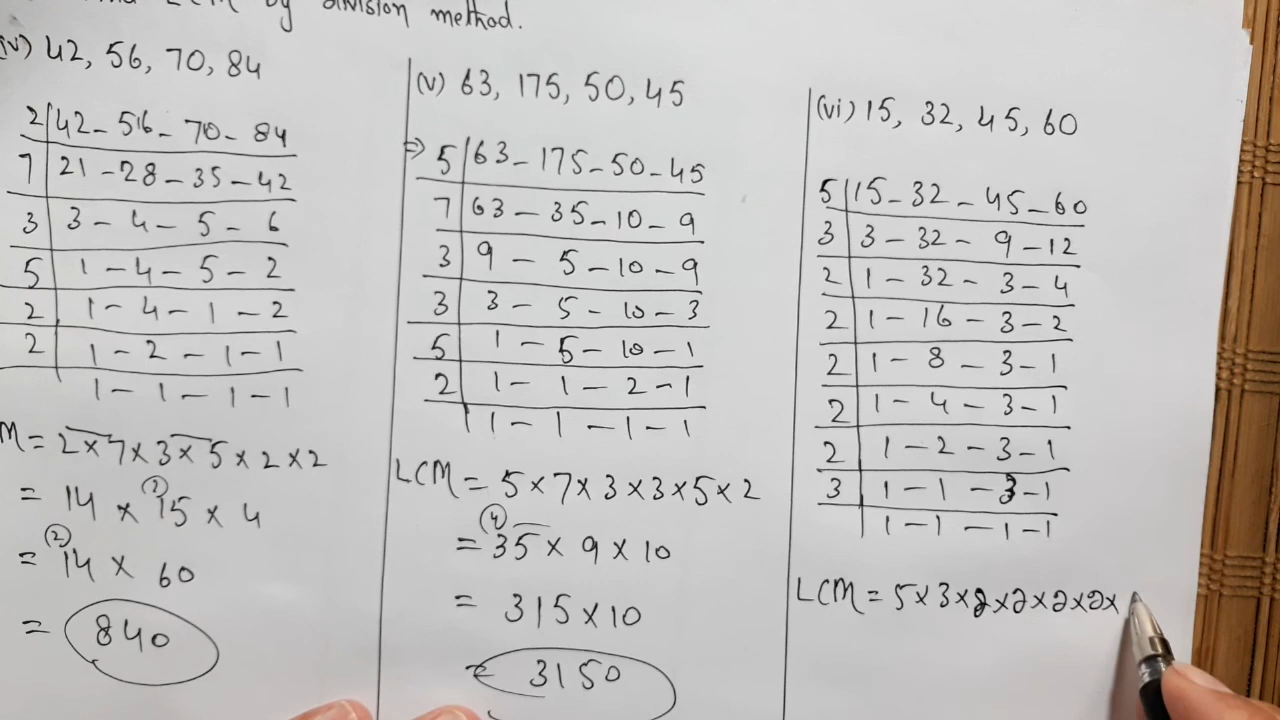 LCM by division method.
(iv) 42, 56, 70, 84
2 42 - 56 - 70 - 84
7 21 - 28 - 35 - 42
3 3 - 4 - 5 - 6
5 1 - 4 - 5 - 2
2 1 - 4 - 1 - 2
2 1 - 2 - 1 - 1
1 - 1 - 1 - 1
M = 2 × 7 × 3 × 5 × 2 × 2
= 14 × 15 × 4
= 14 × 60
= 840
(v) 63, 175, 50, 45
⇒ 5 63 - 175 - 50 - 45
7 63 - 35 - 10 - 9
3 9 - 5 - 10 - 9
3 3 - 5 - 10 - 3
5 1 - 5 - 10 - 1
2 1 - 1 - 2 - 1
1 - 1 - 1 - 1
LCM = 5 × 7 × 3 × 3 × 5 × 2
= 35 × 9 × 10
= 315 × 10
= 3150
(vi) 15, 32, 45, 60
5 15 - 32 - 45 - 60
3 3 - 32 - 9 - 12
2 1 - 32 - 3 - 4
2 1 - 16 - 3 - 2
2 1 - 8 - 3 - 1
2 1 - 4 - 3 - 1
2 1 - 2 - 3 - 1
3 1 - 1 - 3 - 1
1 - 1 - 1 - 1
LCM = 5 × 3 × 2 × 2 × 2 × 2 ×